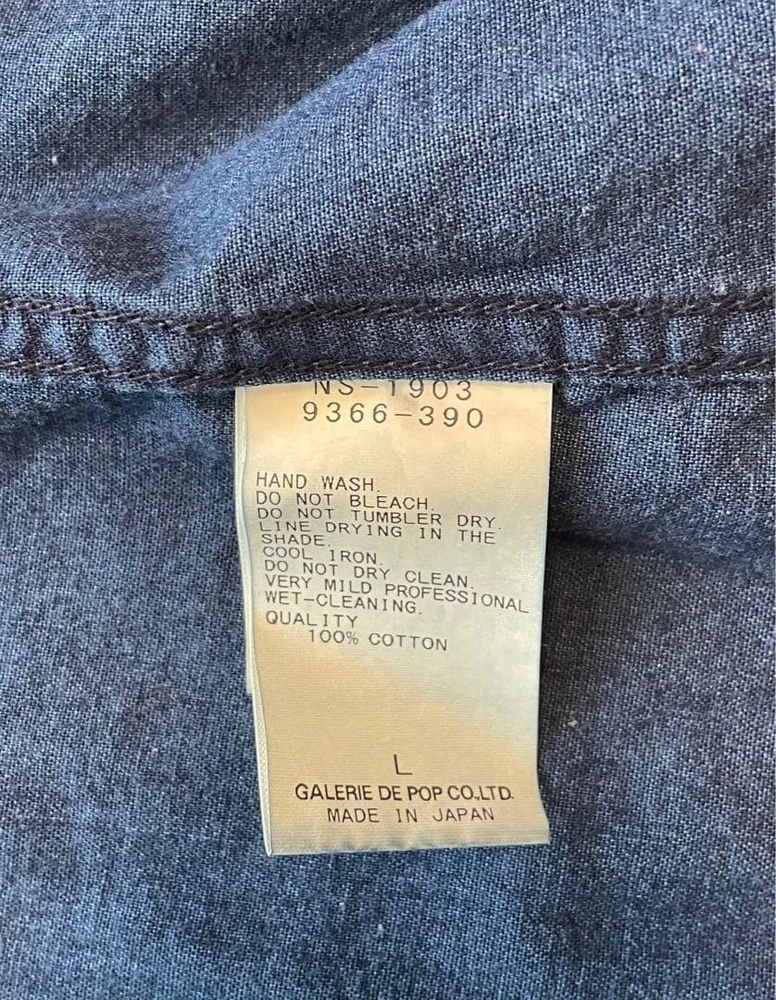 NS-1903
9366-390
HAND WASH.
DO NOT BLEACH.
DO NOT TUMBLER DRY.
LINE DRYING IN THE
SHADE.
COOL IRON.
DO NOT DRY CLEAN.
VERY MILD PROFESSIONAL
WET-CLEANING.
QUALITY
100% COTTON
L
GALERIE DE POP CO.,LTD.
MADE IN JAPAN